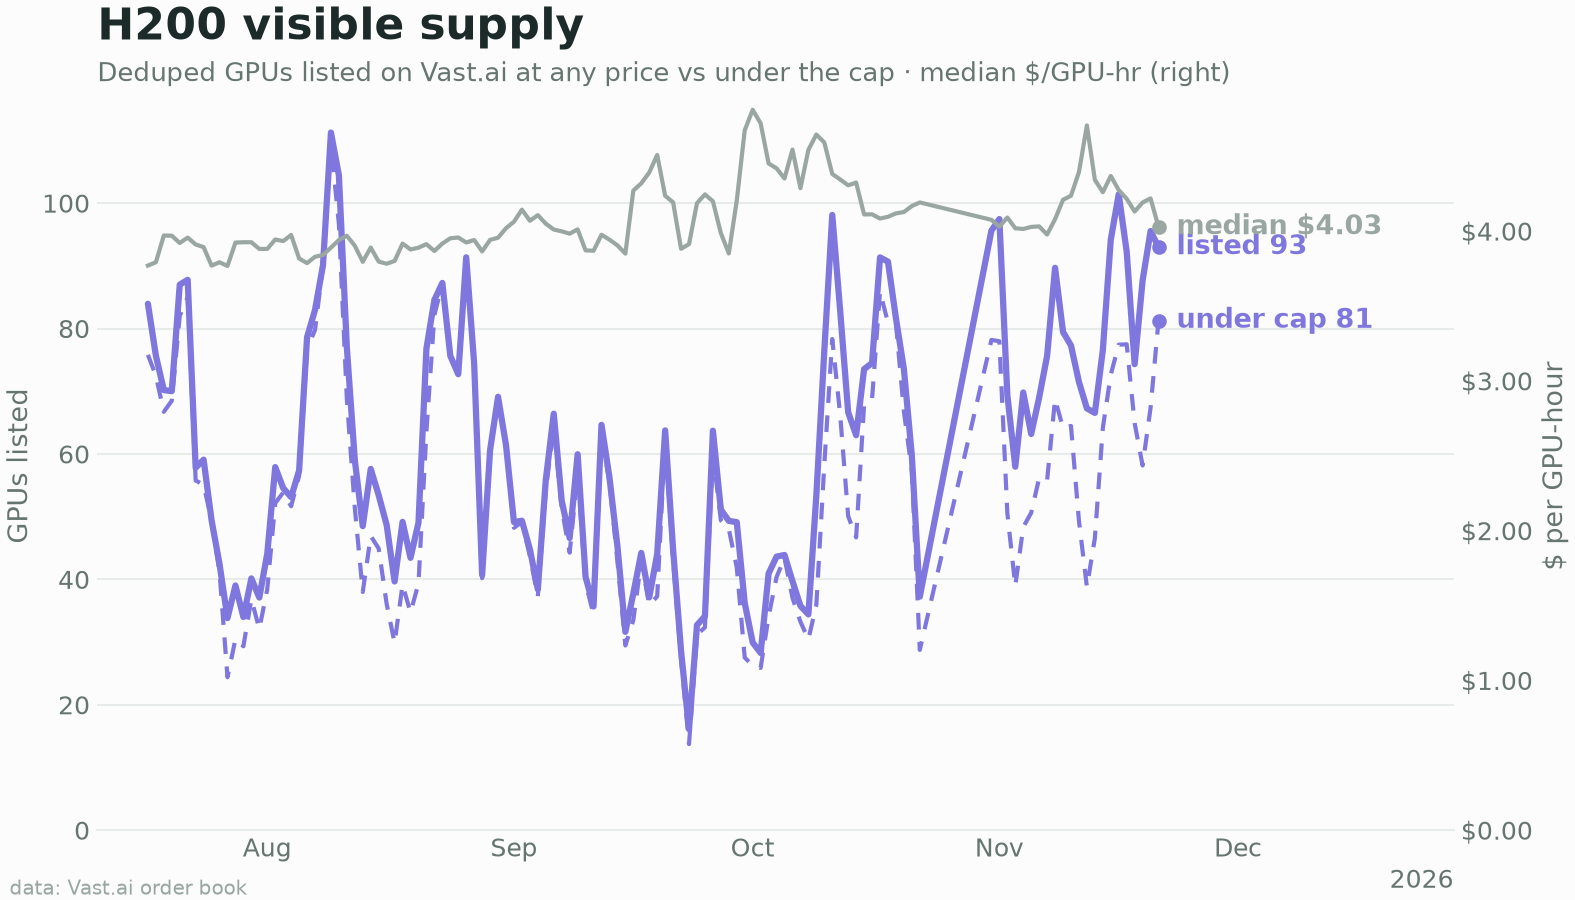 H200 visible supply
Deduped GPUs listed on Vast.ai at any price vs under the cap · median $/GPU-hr (right)
GPUs listed
100
80
60
40
20
0
median $4.03
listed 93
under cap 81
$4.00
$3.00
$2.00
$1.00
$0.00
$ per GPU-hour
Aug
Sep
Oct
Nov
Dec
2026
data: Vast.ai order book